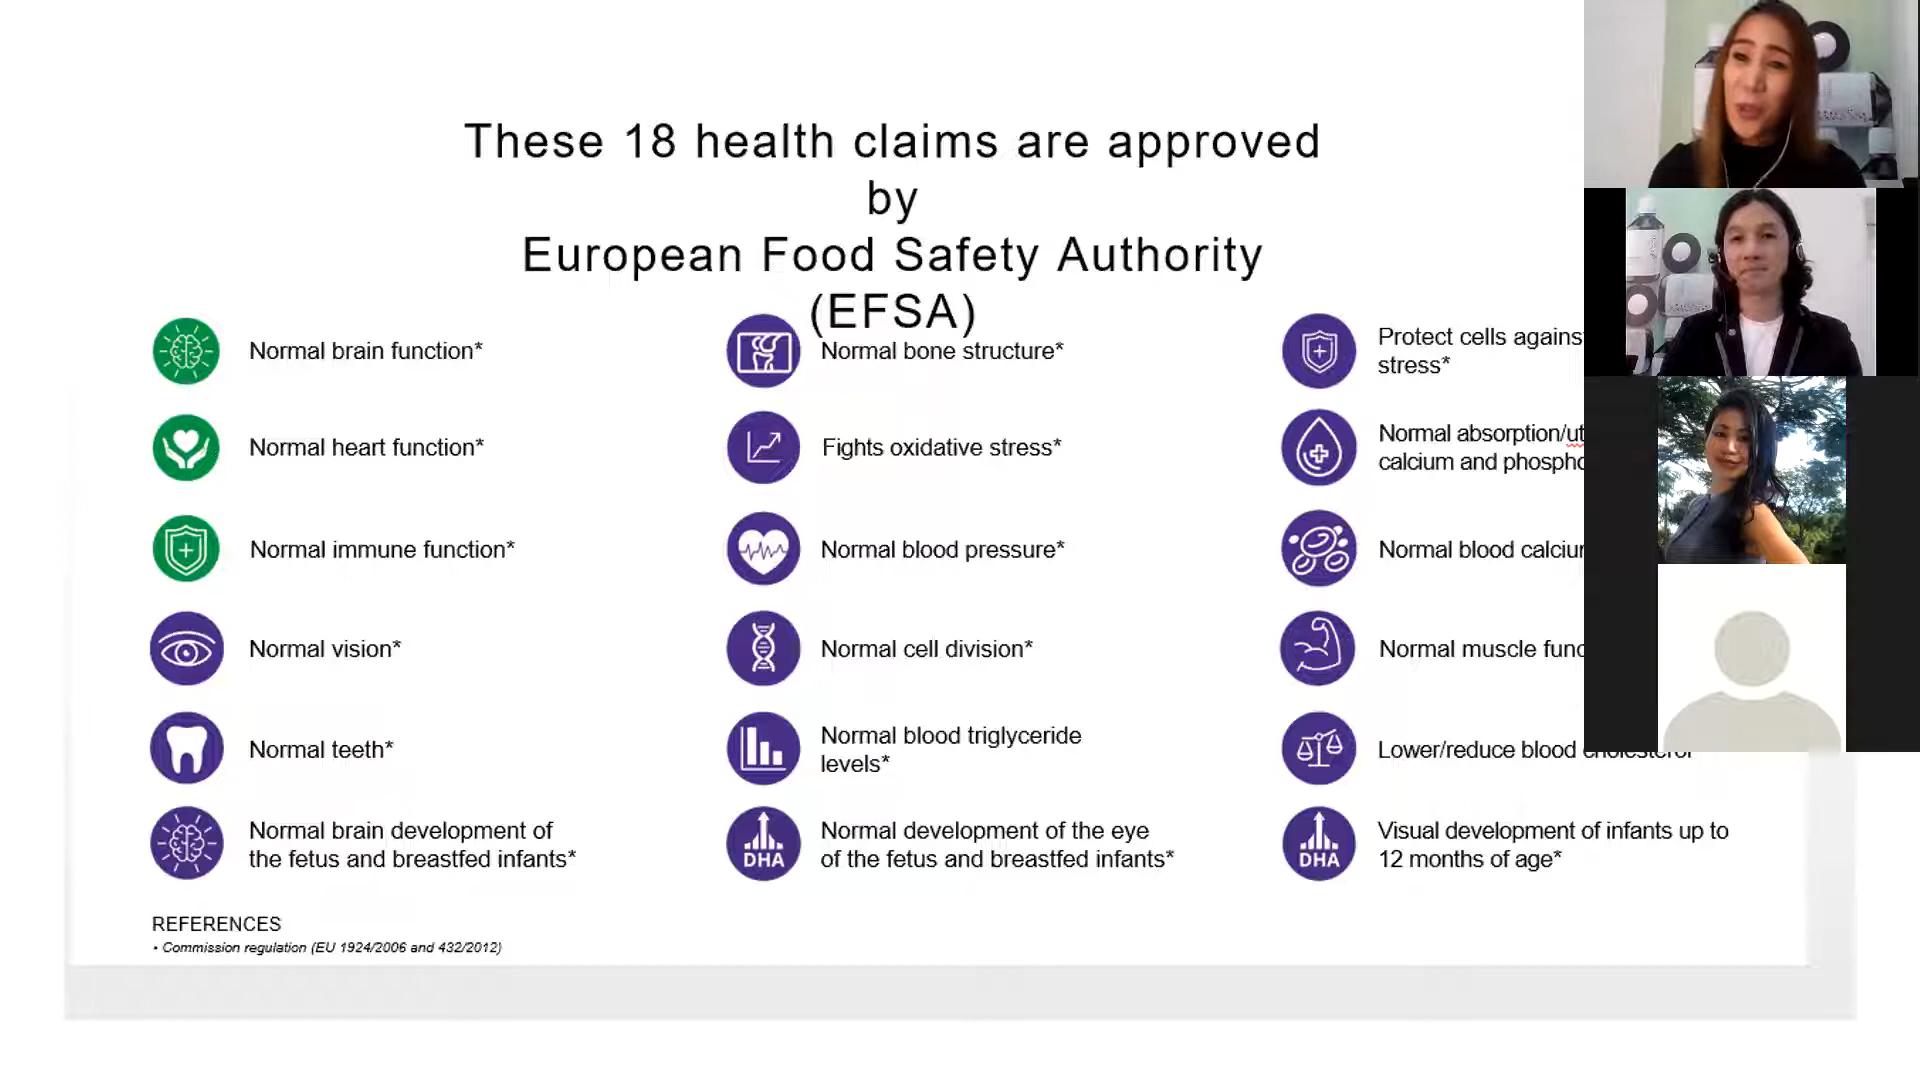 These 18 health claims are approved
by
European Food Safety Authority
(EFSA)
Normal brain function*
Normal heart function*
Normal immune function*
Normal vision*
Normal teeth*
Normal brain development of
the fetus and breastfed infants*
Normal bone structure*
Fights oxidative stress*
Normal blood pressure*
Normal cell division*
Normal blood triglyceride
levels*
DHA
Normal development of the eye
of the fetus and breastfed infants*
Protect cells agains
stress*
Normal absorption/ut
calcium and phospho
Normal blood calciu
Normal muscle func
Lower/reduce blood cholesterol
DHA
Visual development of infants up to
12 months of age*
REFERENCES
• Commission regulation (EU 1924/2006 and 432/2012)